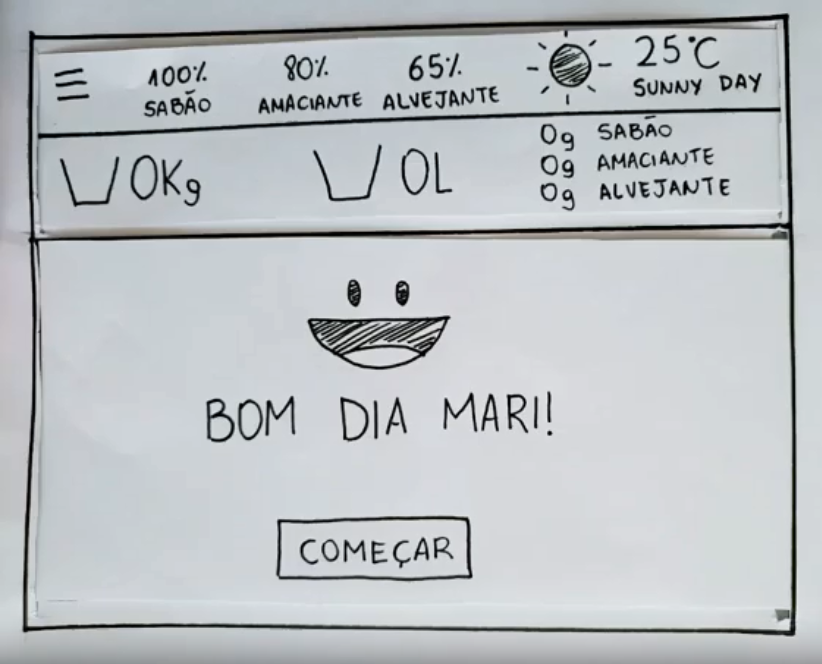 100% 80% 65% 25°C
SABÃO AMACIANTE ALVEJANTE SUNNY DAY
0Kg 0L
0g SABÃO
0g AMACIANTE
0g ALVEJANTE
BOM DIA MARI!
COMEÇAR